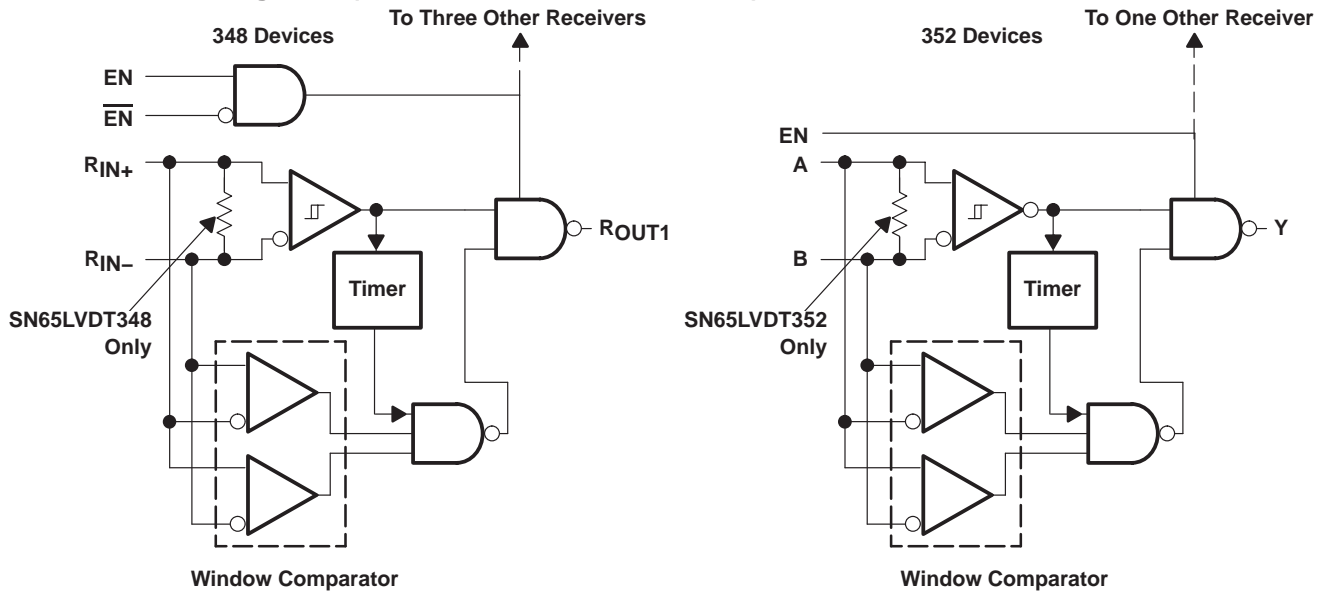 To Three Other Receivers
348 Devices
EN
E̅N̅
RIN+
RIN–
ROUT1
Timer
SN65LVDT348
Only
Window Comparator
To One Other Receiver
352 Devices
EN
A
B
Y
Timer
SN65LVDT352
Only
Window Comparator